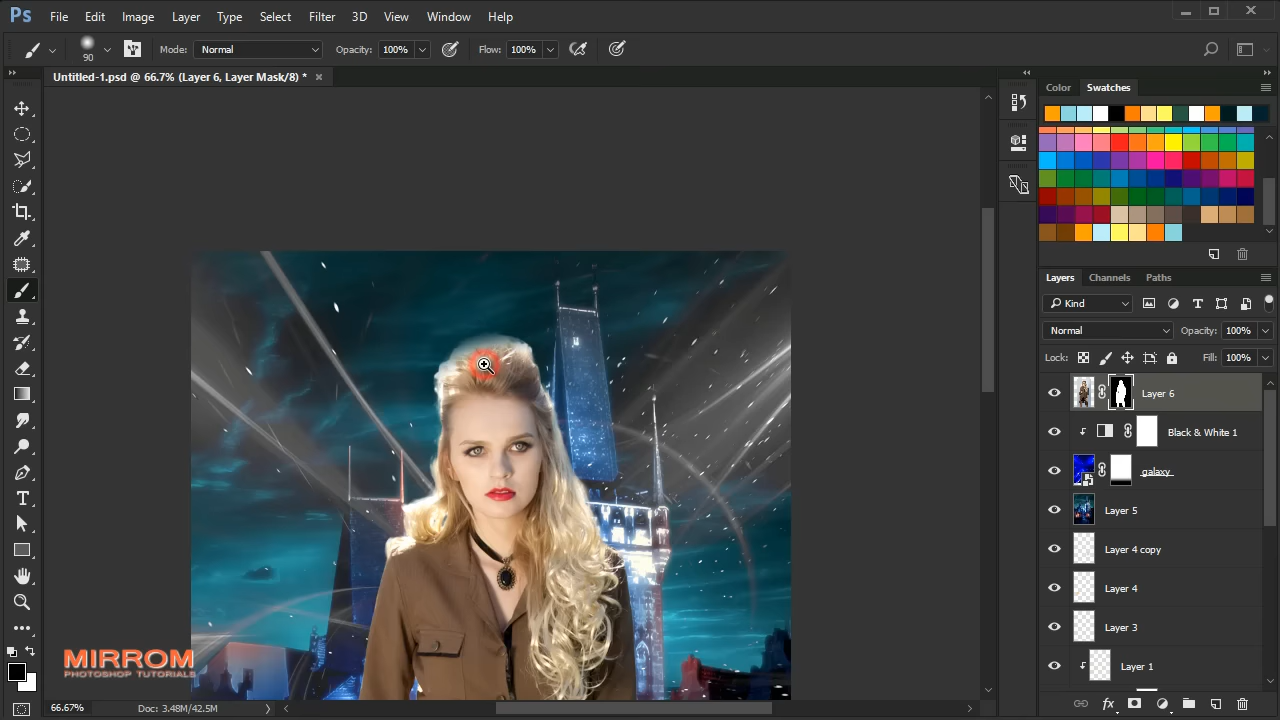 Ps File Edit Image Layer Type Select Filter 3D View Window Help
90 Mode: Normal Opacity: 100% Flow: 100%
Untitled-1.psd @ 66.7% (Layer 6, Layer Mask/8) * ×
Color Swatches
Layers Channels Paths
Kind
Normal Opacity: 100%
Lock: Fill: 100%
Layer 6
Black & White 1
galaxy
Layer 5
Layer 4 copy
Layer 4
Layer 3
Layer 1
MIRROM
PHOTOSHOP TUTORIALS
66.67% Doc: 3.48M/42.5M